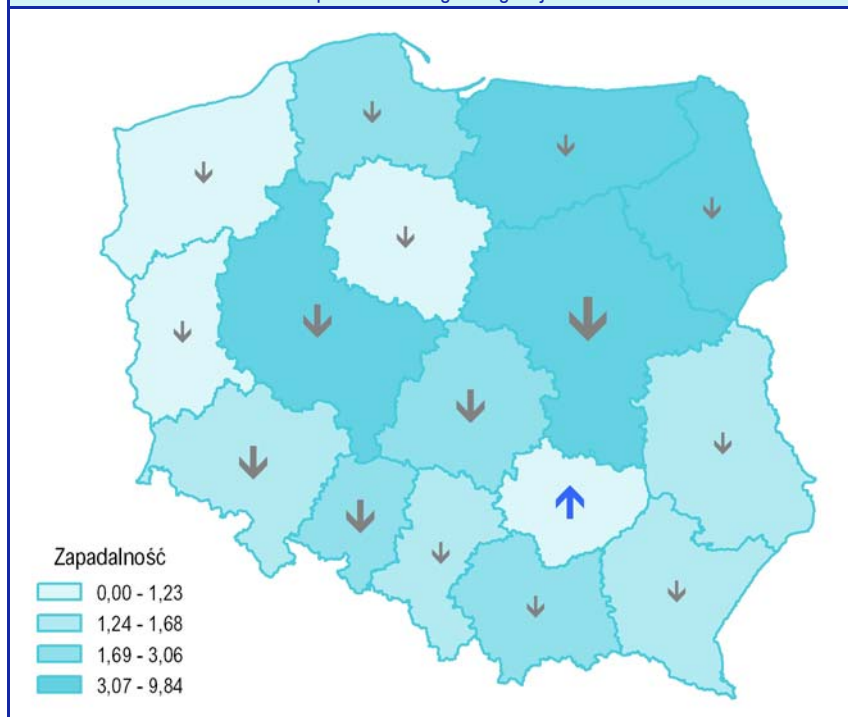 Zapadalność
0,00 - 1,23
1,24 - 1,68
1,69 - 3,06
3,07 - 9,84